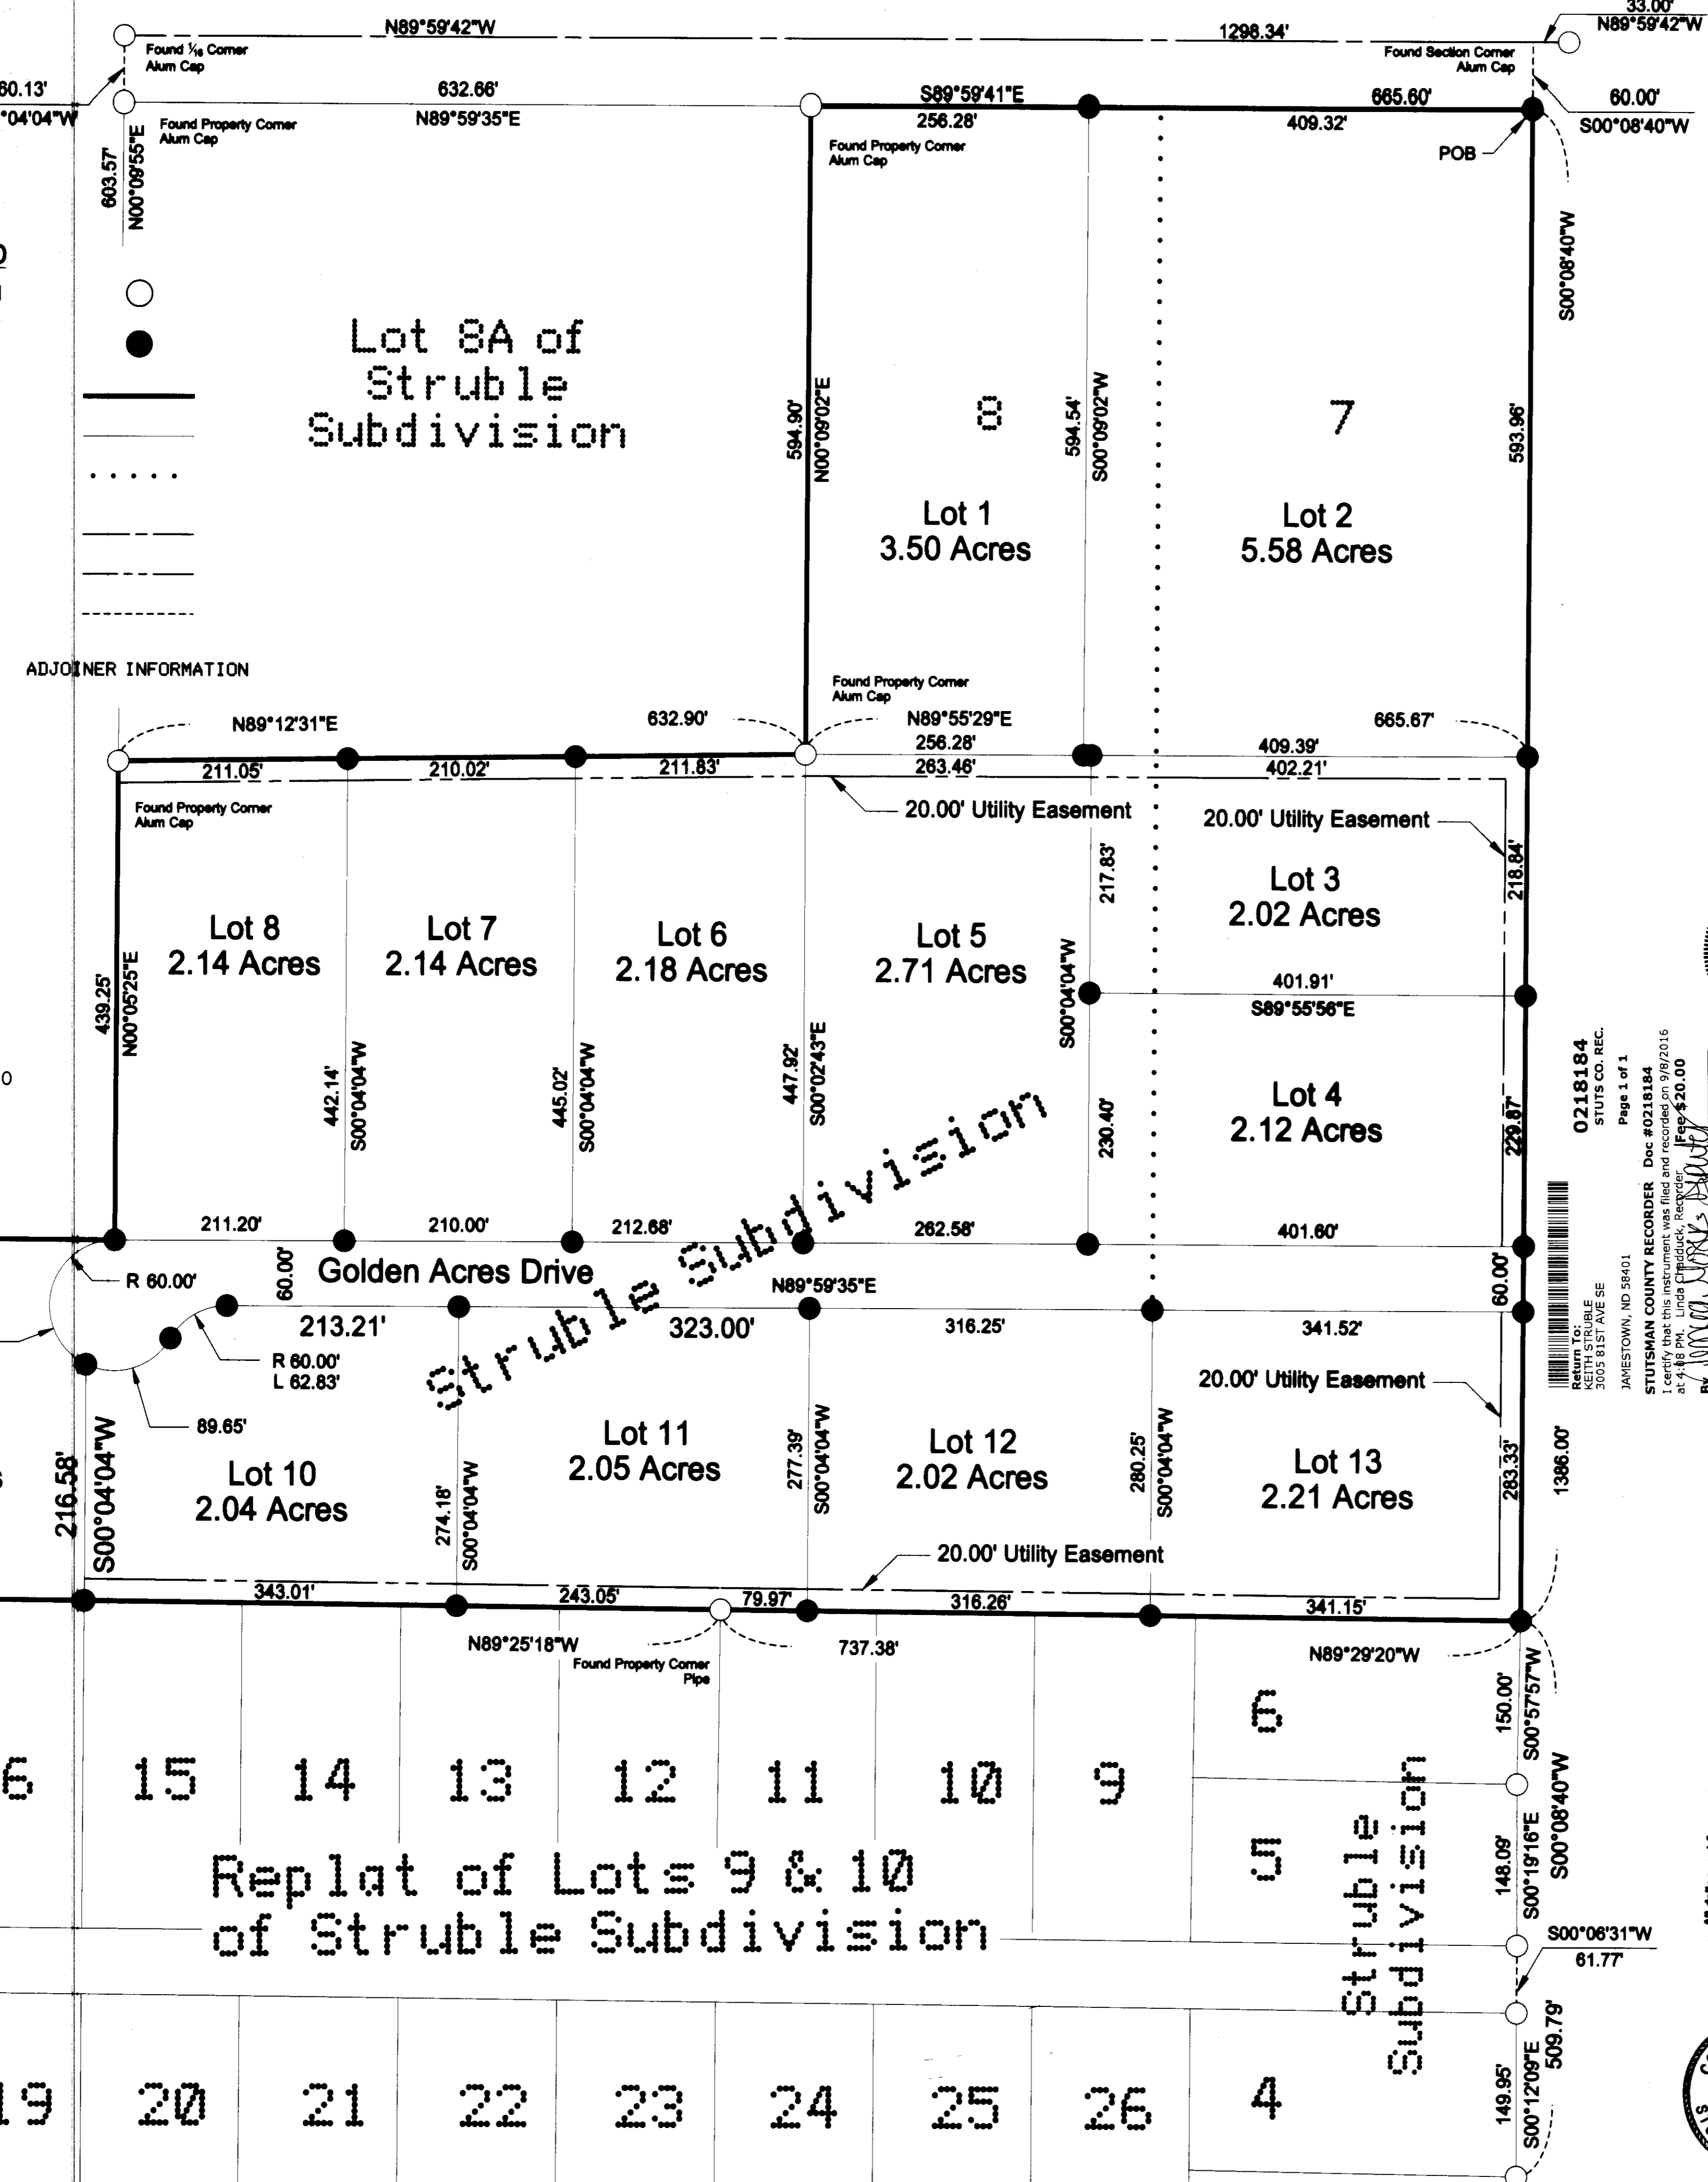 33.00'
N89°59'42"W
N89°59'42"W
1298.34'
Found 1/16 Corner
Alum Cap
Found Section Corner
Alum Cap
60.13'
°04'04"W
632.66'
N89°59'35"E
S89°59'41"E
665.60'
256.28'
409.32'
60.00'
S00°08'40"W
POB
Found Property Corner
Alum Cap
Found Property Corner
Alum Cap
603.57'
N00°09'55"E
S00°08'40"W
Lot 8A of
Struble
Subdivision
8
7
594.90'
N00°09'02"E
594.54'
S00°09'02"W
593.96'
Lot 1
3.50 Acres
Lot 2
5.58 Acres
ADJOINER INFORMATION
Found Property Corner
Alum Cap
N89°12'31"E
632.90'
N89°55'29"E
665.67'
256.28'
409.39'
211.05'
210.02'
211.83'
263.46'
402.21'
Found Property Corner
Alum Cap
20.00' Utility Easement
20.00' Utility Easement
217.83'
218.84'
Lot 3
2.02 Acres
Lot 8
2.14 Acres
Lot 7
2.14 Acres
Lot 6
2.18 Acres
Lot 5
2.71 Acres
439.25'
N00°05'25"E
S00°04'04"W
401.91'
S89°55'56"E
442.14'
S00°04'04"W
445.02'
S00°04'04"W
447.92'
S00°02'43"E
230.40'
Lot 4
2.12 Acres
229.87'
Struble Subdivision
0218184
STUTS CO. REC.
Page 1 of 1
Return To:
KEITH STRUBLE
3005 81ST AVE SE
JAMESTOWN, ND 58401
STUTSMAN COUNTY RECORDER Doc #0218184
I certify that this instrument was filed and recorded on 9/8/2016
at 4:08 PM. Linda Chadduck, Recorder Fee $20.00
By
211.20'
210.00'
212.68'
262.58'
401.60'
R 60.00'
60.00'
Golden Acres Drive
N89°59'35"E
60.00'
213.21'
323.00'
316.25'
341.52'
R 60.00'
L 62.83'
89.65'
20.00' Utility Easement
216.58'
S00°04'04"W
Lot 10
2.04 Acres
274.18'
S00°04'04"W
Lot 11
2.05 Acres
277.39'
S00°04'04"W
Lot 12
2.02 Acres
280.25'
S00°04'04"W
Lot 13
2.21 Acres
283.33'
1386.00'
20.00' Utility Easement
343.01'
243.05'
79.97'
316.26'
341.15'
N89°25'18"W
737.38'
N89°29'20"W
Found Property Corner
Pipe
150.00'
S00°57'57"W
S00°08'40"W
6
6
15
14
13
12
11
10
9
5
148.09'
S00°19'16"E
Replat of Lots 9 & 10
of Struble Subdivision
Struble
Subdivision
S00°06'31"W
61.77'
509.79'
19
20
21
22
23
24
25
26
4
149.95'
S00°12'09"E